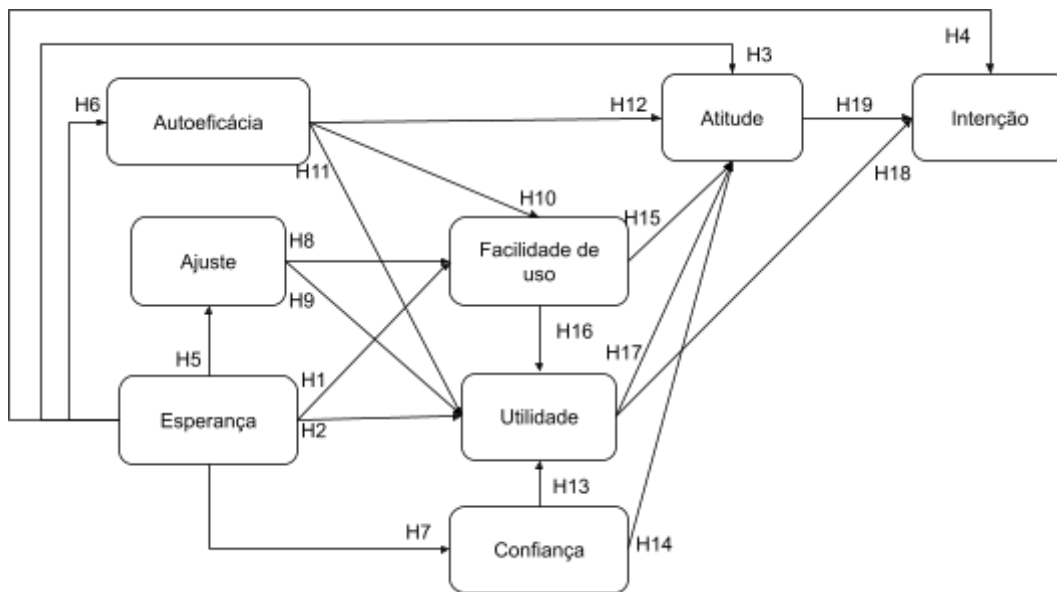 H4
H3
H6
H12
H19
Autoeficácia
Atitude
Intenção
H11
H18
H10
H15
H8
Facilidade de
uso
Ajuste
H9
H16
H5
H17
H1
Esperança
Utilidade
H2
H13
H7
H14
Confiança